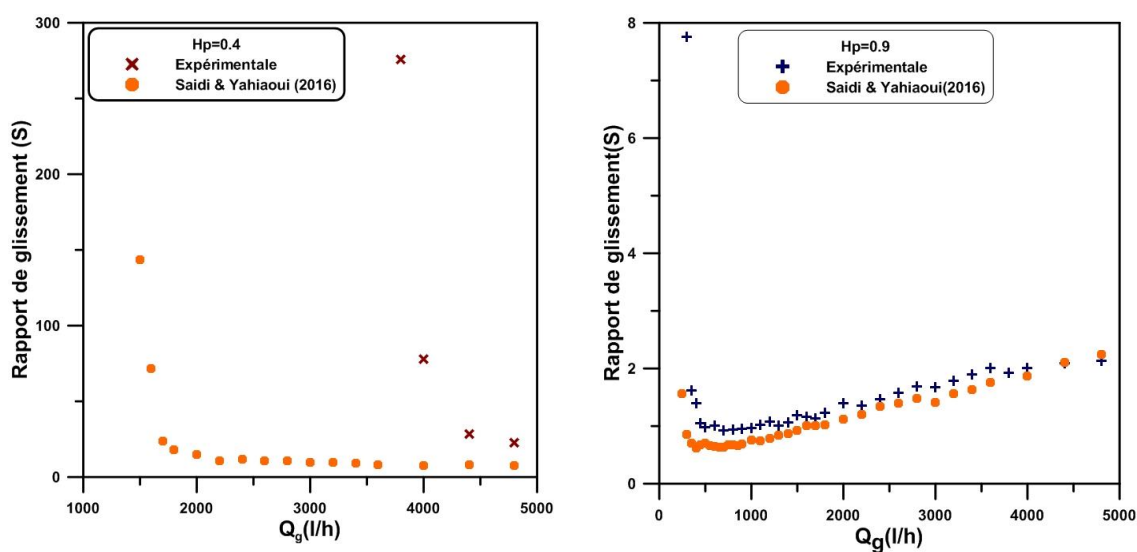 Hp=0.4
Expérimentale
Saidi & Yahiaoui (2016)
Rapport de glissement (S)
300
200
100
0
1000
2000
3000
4000
5000
Qg(l/h)
Hp=0.9
Expérimentale
Saidi & Yahiaoui(2016)
Rapport de glissement(S)
8
6
4
2
0
0
1000
2000
3000
4000
5000
Qg(l/h)